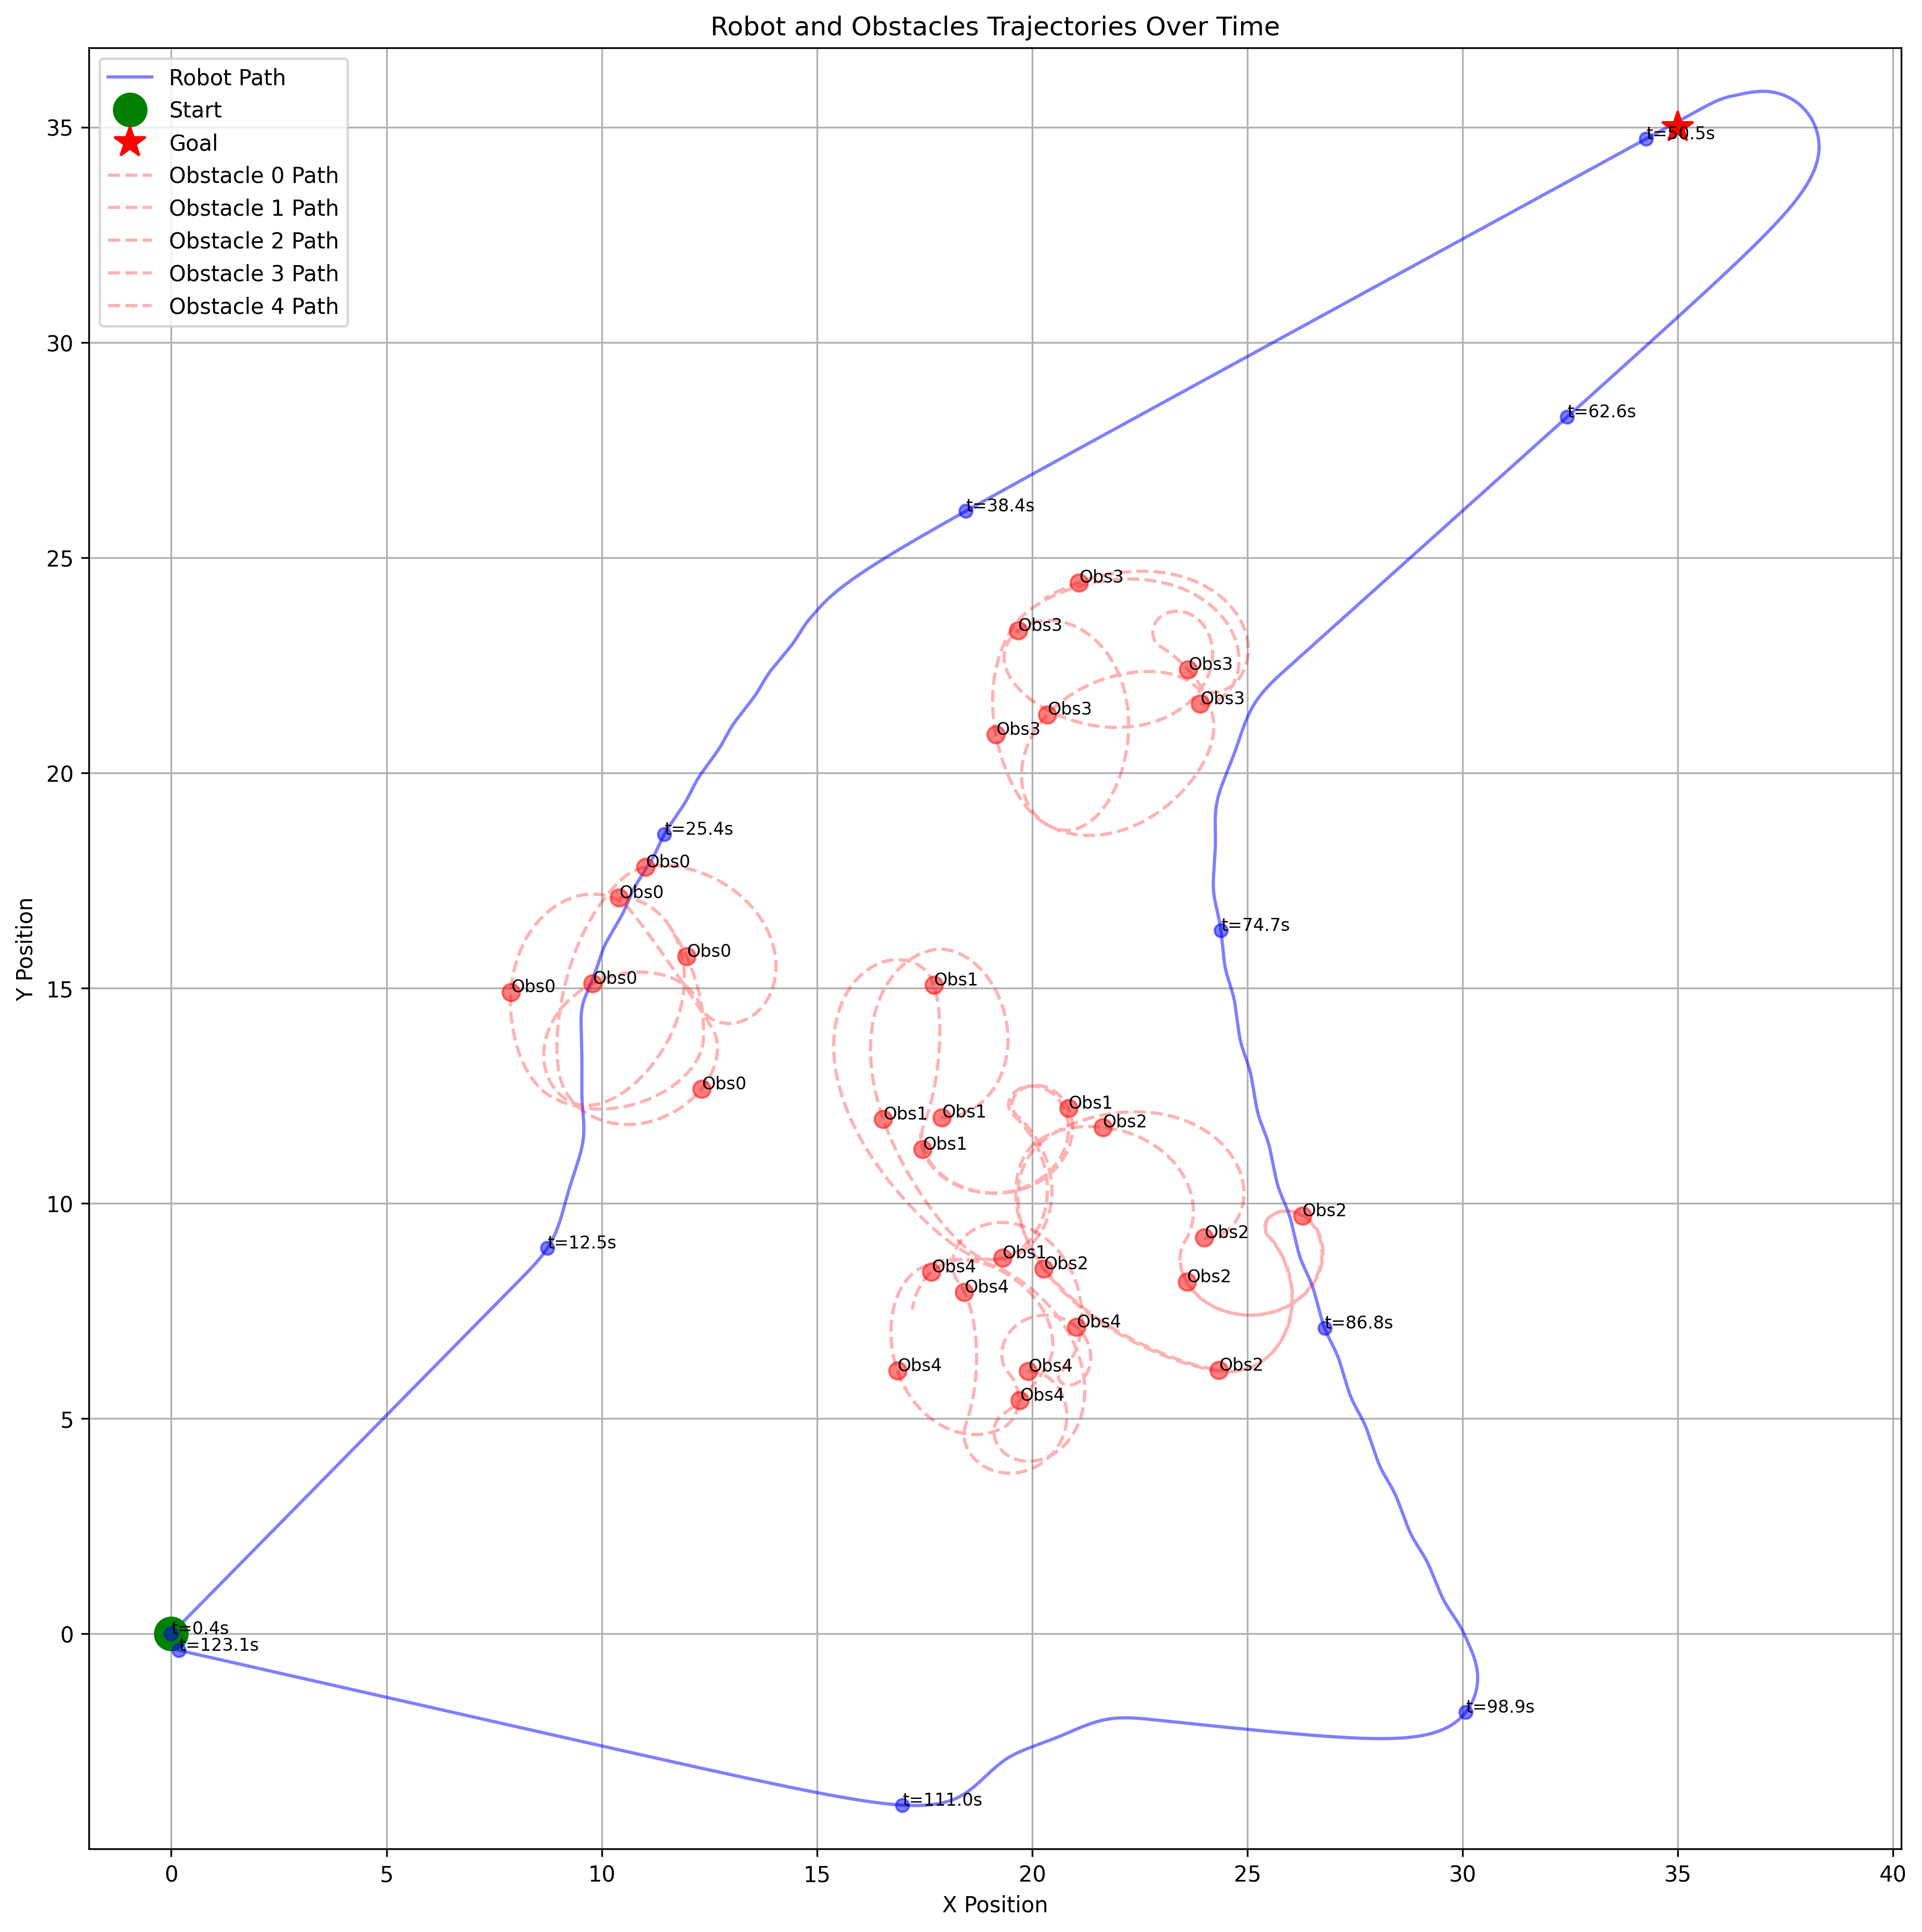 Robot and Obstacles Trajectories Over Time
Robot Path
Start
Goal
Obstacle 0 Path
Obstacle 1 Path
Obstacle 2 Path
Obstacle 3 Path
Obstacle 4 Path
35
30
25
20
15
10
5
0
Y Position
t=50.5s
t=62.6s
t=38.4s
Obs3
Obs3
Obs3
Obs3
Obs3
Obs3
t=25.4s
Obs0
Obs0
t=74.7s
Obs0
Obs0
Obs0
Obs1
Obs0
Obs1
Obs1
Obs1
Obs2
Obs1
Obs2
Obs2
t=12.5s
Obs1
Obs2
Obs4
Obs2
Obs4
Obs4
t=86.8s
Obs4
Obs4
Obs2
Obs4
t=0.4s
t=123.1s
t=98.9s
t=111.0s
0
5
10
15
20
25
30
35
40
X Position